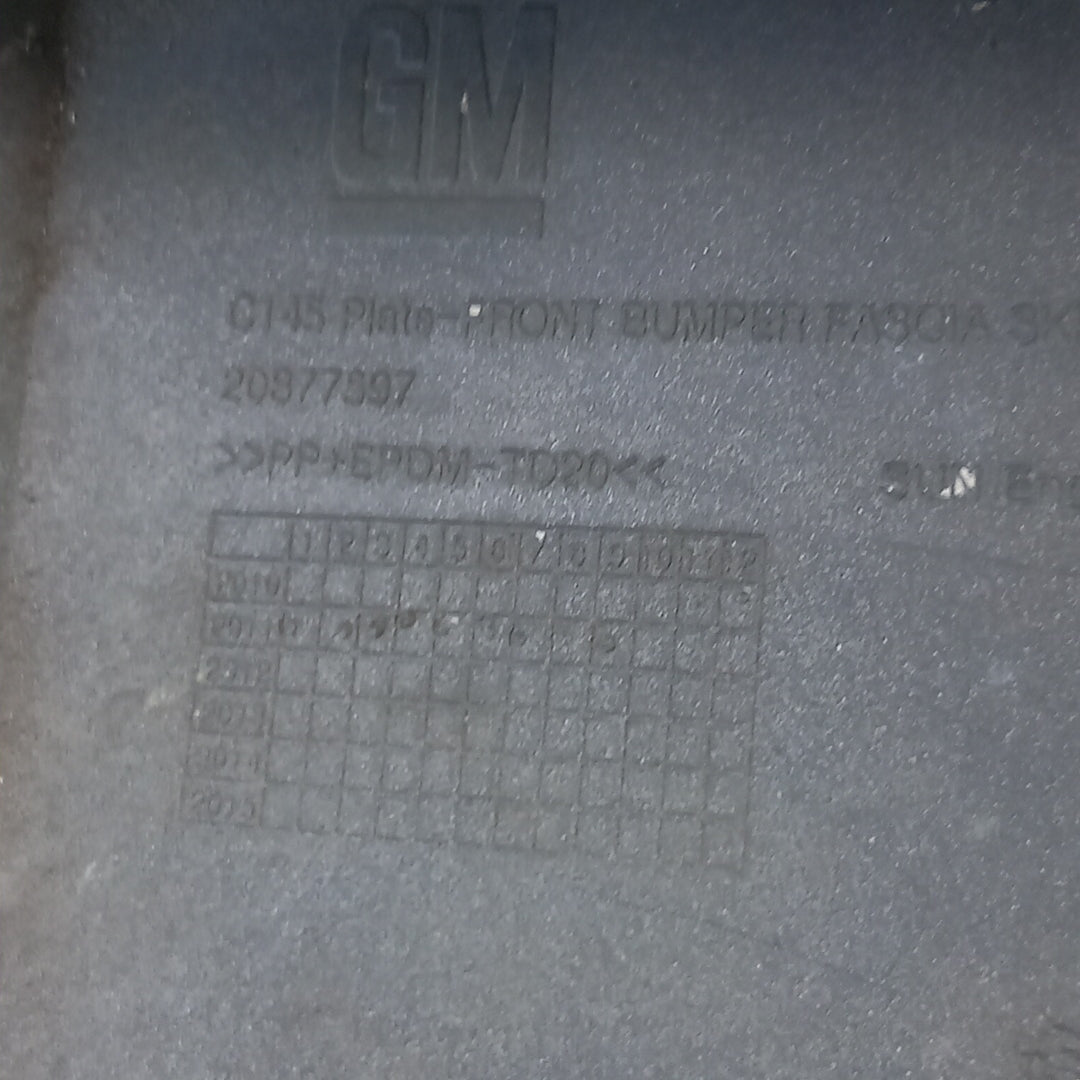 GM
C145 Plate-FRONT BUMPER FASCIA SK
>>PP+EPDM-TD20<<
1 2 3 4 5 6 7 8 9 10 11 12
2010
2011
2012
2013
2014
2015